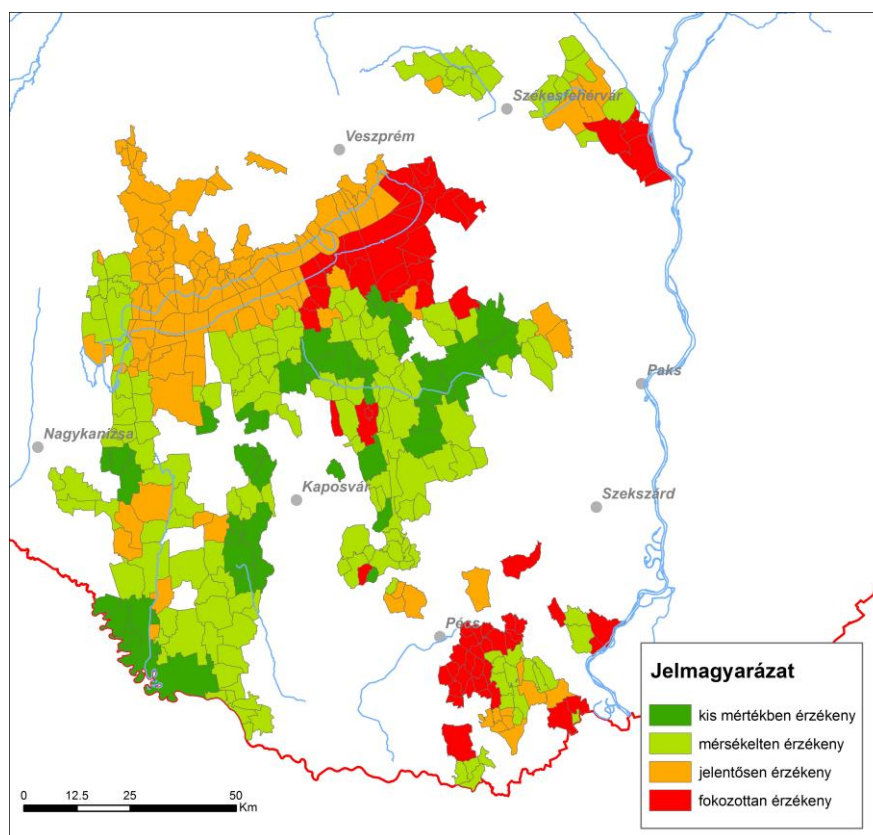 Székesfehérvár
Veszprém
Paks
Nagykanizsa
Kaposvár
Szekszárd
Pécs
Jelmagyarázat
kis mértékben érzékeny
mérsékelten érzékeny
jelentősen érzékeny
fokozottan érzékeny
0 12.5 25 50
Km